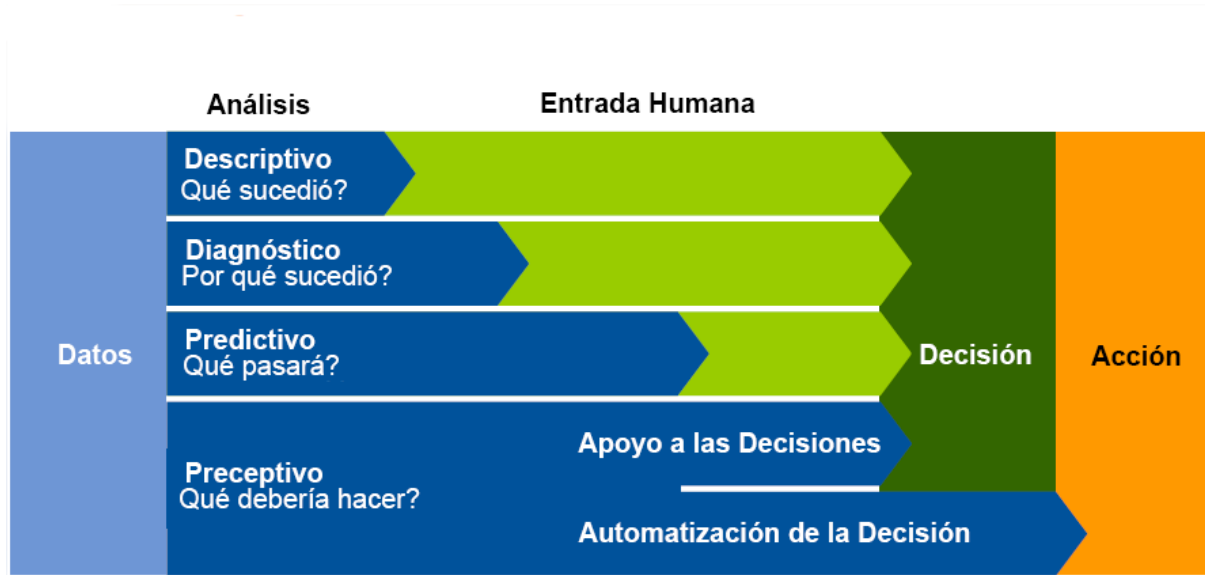 Análisis
Entrada Humana
Descriptivo
Qué sucedió?
Diagnóstico
Por qué sucedió?
Predictivo
Qué pasará?
Datos
Decisión
Acción
Apoyo a las Decisiones
Preceptivo
Qué debería hacer?
Automatización de la Decisión